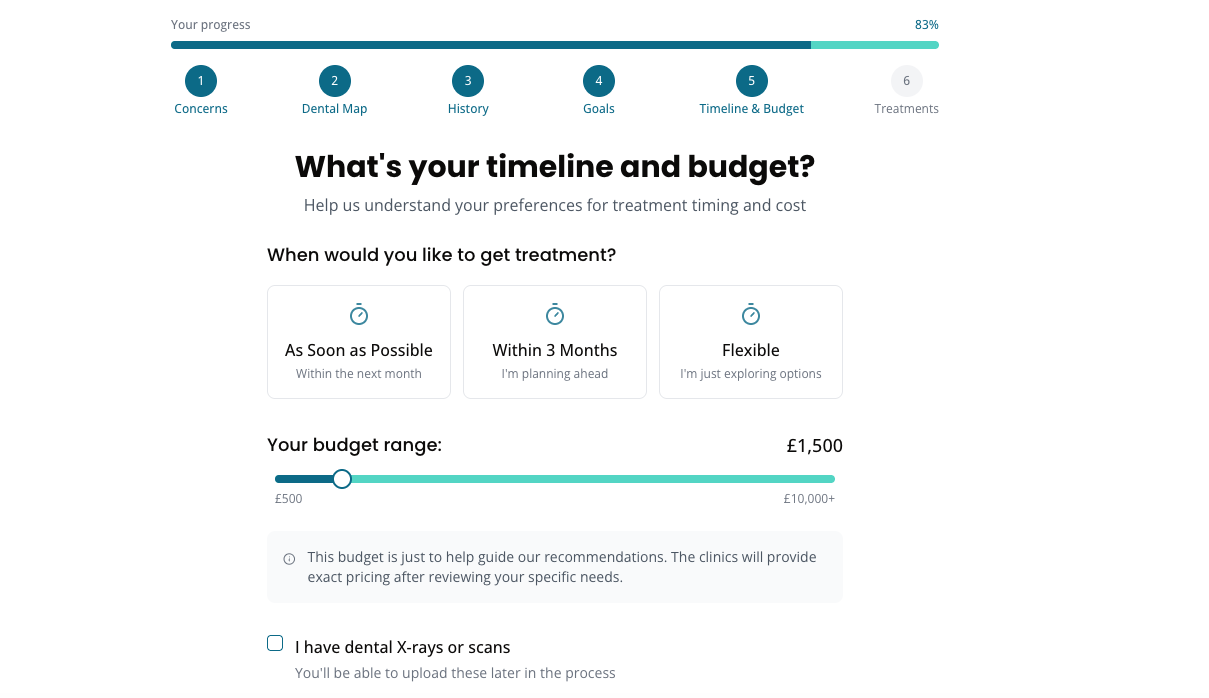 Your progress 83%
1 2 3 4 5 6
Concerns Dental Map History Goals Timeline & Budget Treatments
What's your timeline and budget?
Help us understand your preferences for treatment timing and cost
When would you like to get treatment?
As Soon as Possible Within 3 Months Flexible
Within the next month I'm planning ahead I'm just exploring options
Your budget range: £1,500
£500 £10,000+
This budget is just to help guide our recommendations. The clinics will provide
exact pricing after reviewing your specific needs.
I have dental X-rays or scans
You'll be able to upload these later in the process